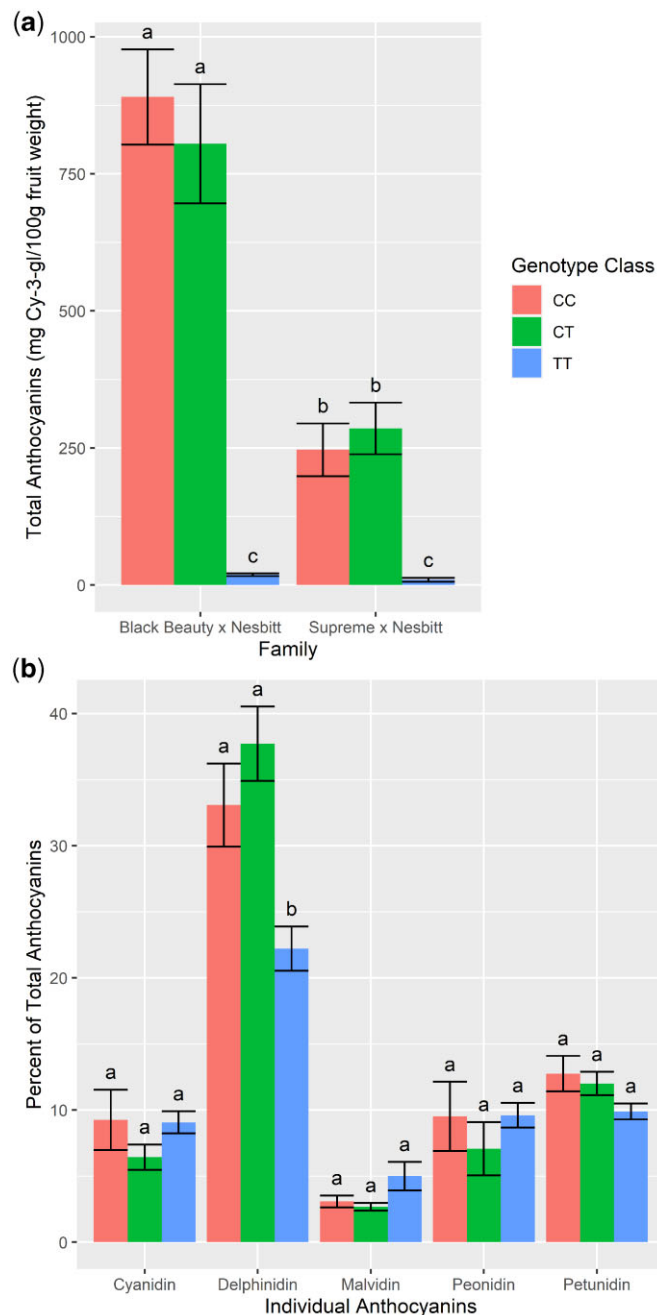 (a)
Total Anthocyanins (mg Cy-3-gl/100g fruit weight)
1000
750
500
250
0
a
a
c
b
b
c
Black Beauty x Nesbitt
Supreme x Nesbitt
Family
Genotype Class
CC
CT
TT
(b)
Percent of Total Anthocyanins
40
30
20
10
0
a
a
a
a
a
b
a
a
a
a
a
a
a
a
a
Cyanidin
Delphinidin
Malvidin
Peonidin
Petunidin
Individual Anthocyanins